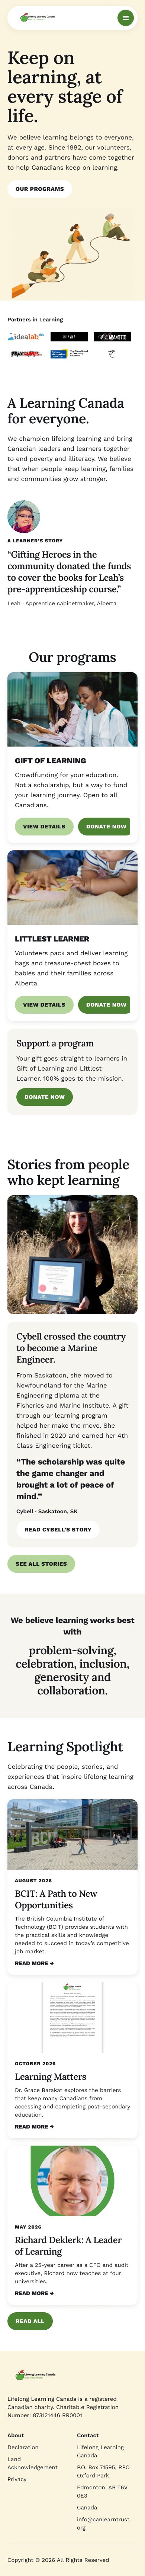 Lifelong Learning Canada
Keep on
learning, at
every stage of
life.
We believe learning belongs to everyone,
at every age. Since 1992, our volunteers,
donors and partners have come together
to help Canadians keep on learning.
OUR PROGRAMS
Partners in Learning
idealab
A Learning Canada
for everyone.
We champion lifelong learning and bring
Canadian leaders and learners together
to end poverty and illiteracy. We believe
that when people keep learning, families
and communities grow stronger.
A LEARNER’S STORY
“Gifting Heroes in the
community donated the funds
to cover the books for Leah’s
pre-apprenticeship course.”
Leah · Apprentice cabinetmaker, Alberta
Our programs
GIFT OF LEARNING
Crowdfunding for your education.
Not a scholarship, but a way to fund
your learning journey. Open to all
Canadians.
VIEW DETAILS
DONATE NOW
LITTLEST LEARNER
Volunteers pack and deliver learning
bags and treasure-chest boxes to
babies and their families across
Alberta.
VIEW DETAILS
DONATE NOW
Support a program
Your gift goes straight to learners in
Gift of Learning and Littlest
Learner. 100% goes to the mission.
DONATE NOW
Stories from people
who kept learning
Cybell crossed the country
to become a Marine
Engineer.
From Saskatoon, she moved to
Newfoundland for the Marine
Engineering diploma at the
Fisheries and Marine Institute. A gift
through our learning program
helped her make the move. She
finished in 2020 and earned her 4th
Class Engineering ticket.
“The scholarship was quite
the game changer and
brought a lot of peace of
mind.”
Cybell · Saskatoon, SK
READ CYBELL’S STORY
SEE ALL STORIES
We believe learning works best
with
problem-solving,
celebration, inclusion,
generosity and
collaboration.
Learning Spotlight
Celebrating the people, stories, and
experiences that inspire lifelong learning
across Canada.
BC
AUGUST 2026
BCIT: A Path to New
Opportunities
The British Columbia Institute of
Technology (BCIT) provides students with
the practical skills and knowledge
needed to succeed in today’s competitive
job market.
READ MORE →
OCTOBER 2026
Learning Matters
Dr. Grace Barakat explores the barriers
that keep many Canadians from
accessing and completing post-secondary
education.
READ MORE →
MAY 2026
Richard Deklerk: A Leader
of Learning
After a 25-year career as a CFO and audit
executive, Richard now teaches at four
universities.
READ MORE →
READ ALL
Lifelong Learning Canada
Lifelong Learning Canada is a registered
Canadian charity. Charitable Registration
Number: 873121446 RR0001
About
Declaration
Land
Acknowledgement
Privacy
Contact
Lifelong Learning
Canada
P.O. Box 71595, RPO
Oxford Park
Edmonton, AB T6V
0E3
Canada
info@canlearntrust.
org
Copyright © 2026 All Rights Reserved